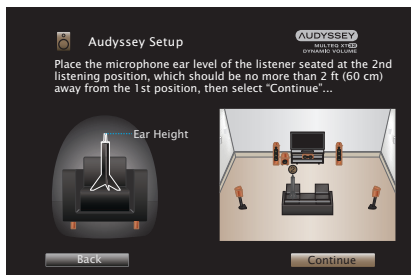 Audyssey Setup
AUDYSSEY
MULTEQ XT32
DYNAMIC VOLUME
Place the microphone ear level of the listener seated at the 2nd
listening position, which should be no more than 2 ft (60 cm)
away from the 1st position, then select “Continue”...
Ear Height
Back
Continue